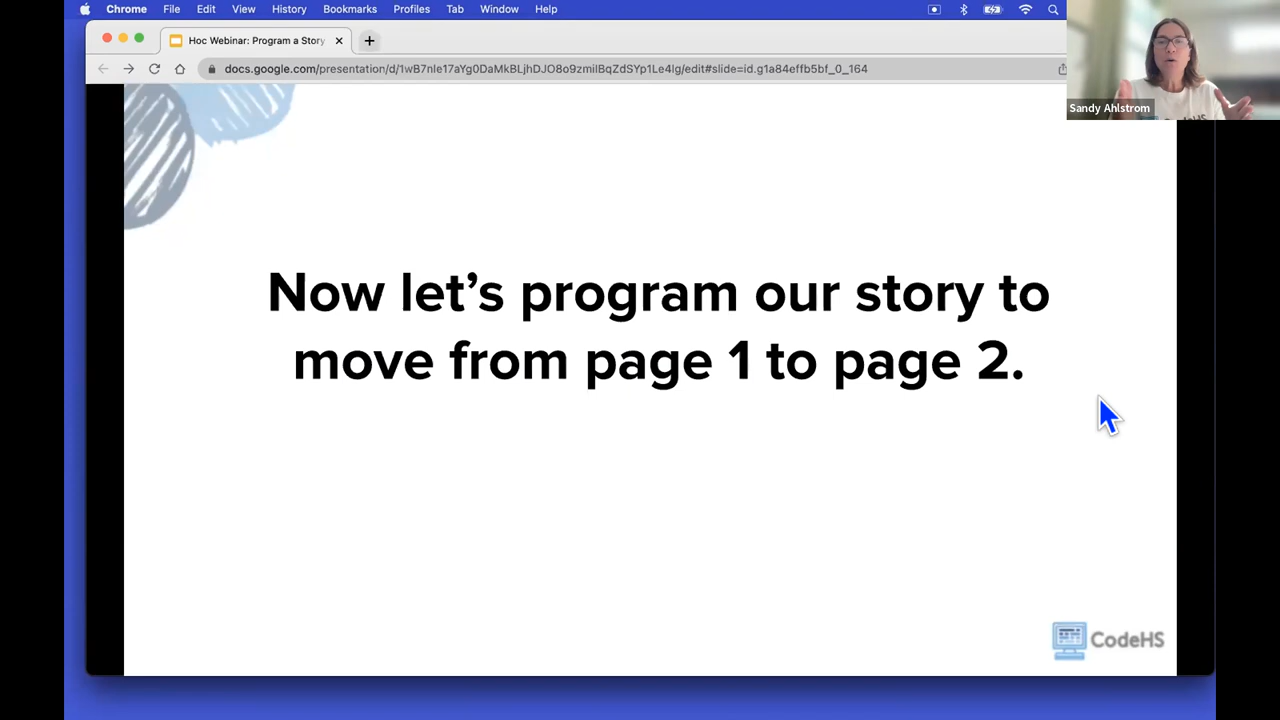 Chrome File Edit View History Bookmarks Profiles Tab Window Help
Hoc Webinar: Program a Story
docs.google.com/presentation/d/1wB7nIe17aYg0DaMkBLjhDJO8o9zmiIBqZdSYp1Le4lg/edit#slide=id.g1a84effb5bf_0_164
Sandy Ahlstrom
Now let's program our story to
move from page 1 to page 2.
CodeHS